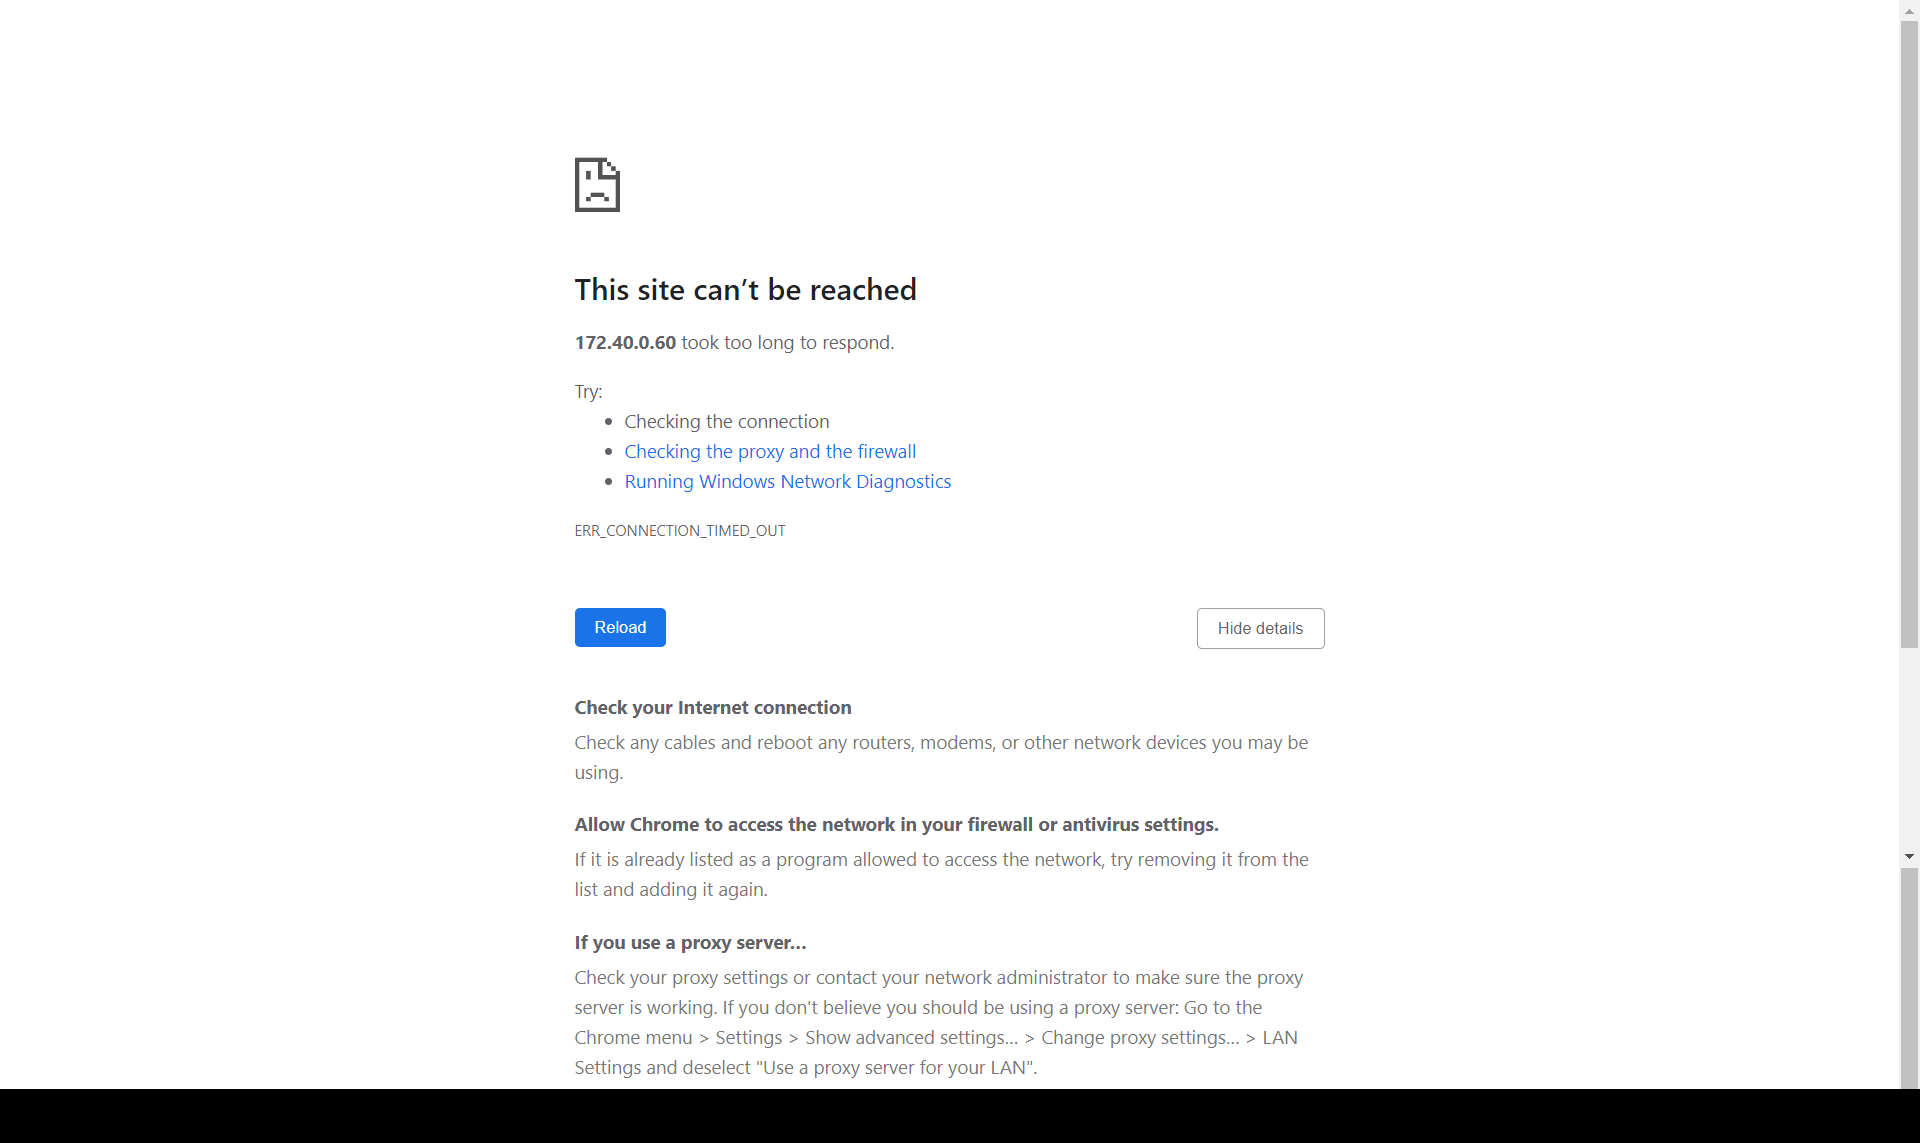 This site can’t be reached
172.40.0.60 took too long to respond.
Try:
Checking the connection
Checking the proxy and the firewall
Running Windows Network Diagnostics
ERR_CONNECTION_TIMED_OUT
Reload
Hide details
Check your Internet connection
Check any cables and reboot any routers, modems, or other network devices you may be
using.
Allow Chrome to access the network in your firewall or antivirus settings.
If it is already listed as a program allowed to access the network, try removing it from the
list and adding it again.
If you use a proxy server…
Check your proxy settings or contact your network administrator to make sure the proxy
server is working. If you don't believe you should be using a proxy server: Go to the
Chrome menu > Settings > Show advanced settings… > Change proxy settings… > LAN
Settings and deselect "Use a proxy server for your LAN".